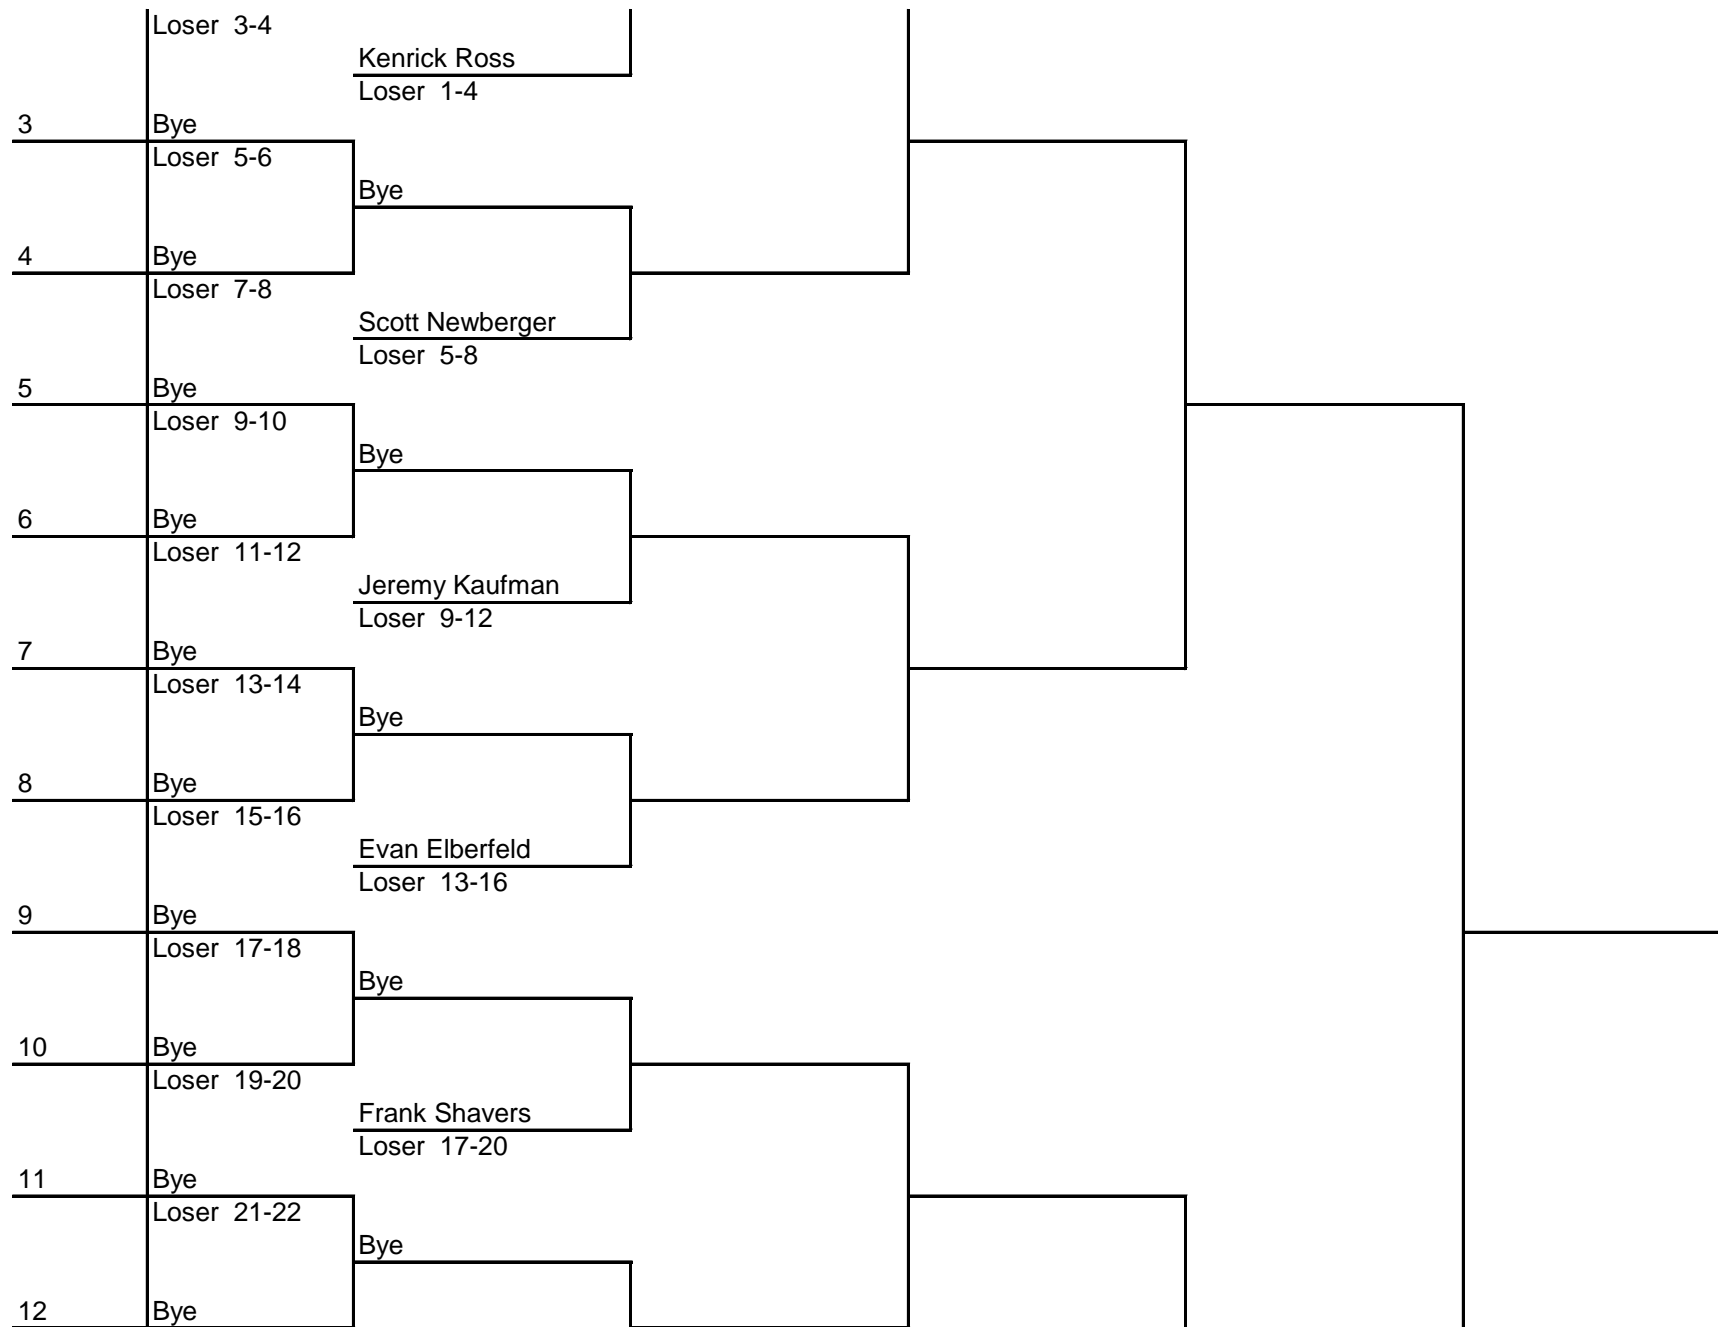 Loser 3-4
Kenrick Ross
Loser 1-4
3 Bye
Loser 5-6
Bye
4 Bye
Loser 7-8
Scott Newberger
Loser 5-8
5 Bye
Loser 9-10
Bye
6 Bye
Loser 11-12
Jeremy Kaufman
Loser 9-12
7 Bye
Loser 13-14
Bye
8 Bye
Loser 15-16
Evan Elberfeld
Loser 13-16
9 Bye
Loser 17-18
Bye
10 Bye
Loser 19-20
Frank Shavers
Loser 17-20
11 Bye
Loser 21-22
Bye
12 Bye